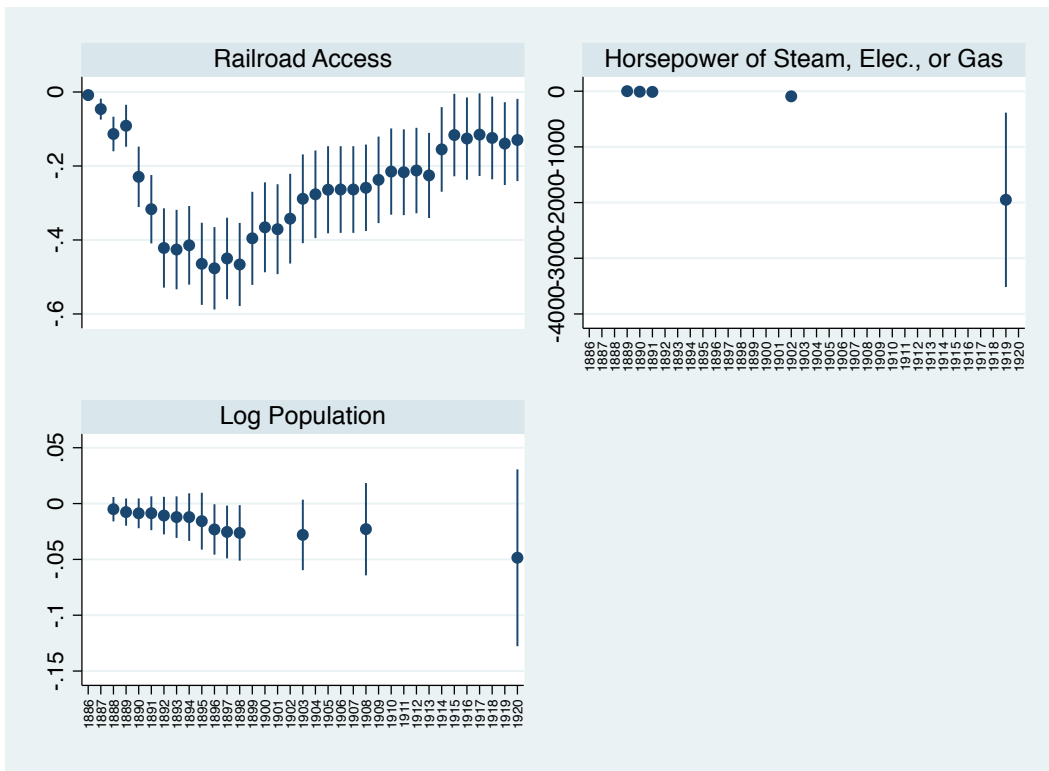 Railroad Access
0
-.2
-.4
-.6
Horsepower of Steam, Elec., or Gas
0
-1000
-2000
-3000
-4000
1886 1887 1888 1889 1890 1891 1892 1893 1894 1895 1896 1897 1898 1899 1900 1901 1902 1903 1904 1905 1906 1907 1908 1909 1910 1911 1912 1913 1914 1915 1916 1917 1918 1919 1920
Log Population
.05
0
-.05
-.1
-.15
1886 1887 1888 1889 1890 1891 1892 1893 1894 1895 1896 1897 1898 1899 1900 1901 1902 1903 1904 1905 1906 1907 1908 1909 1910 1911 1912 1913 1914 1915 1916 1917 1918 1919 1920